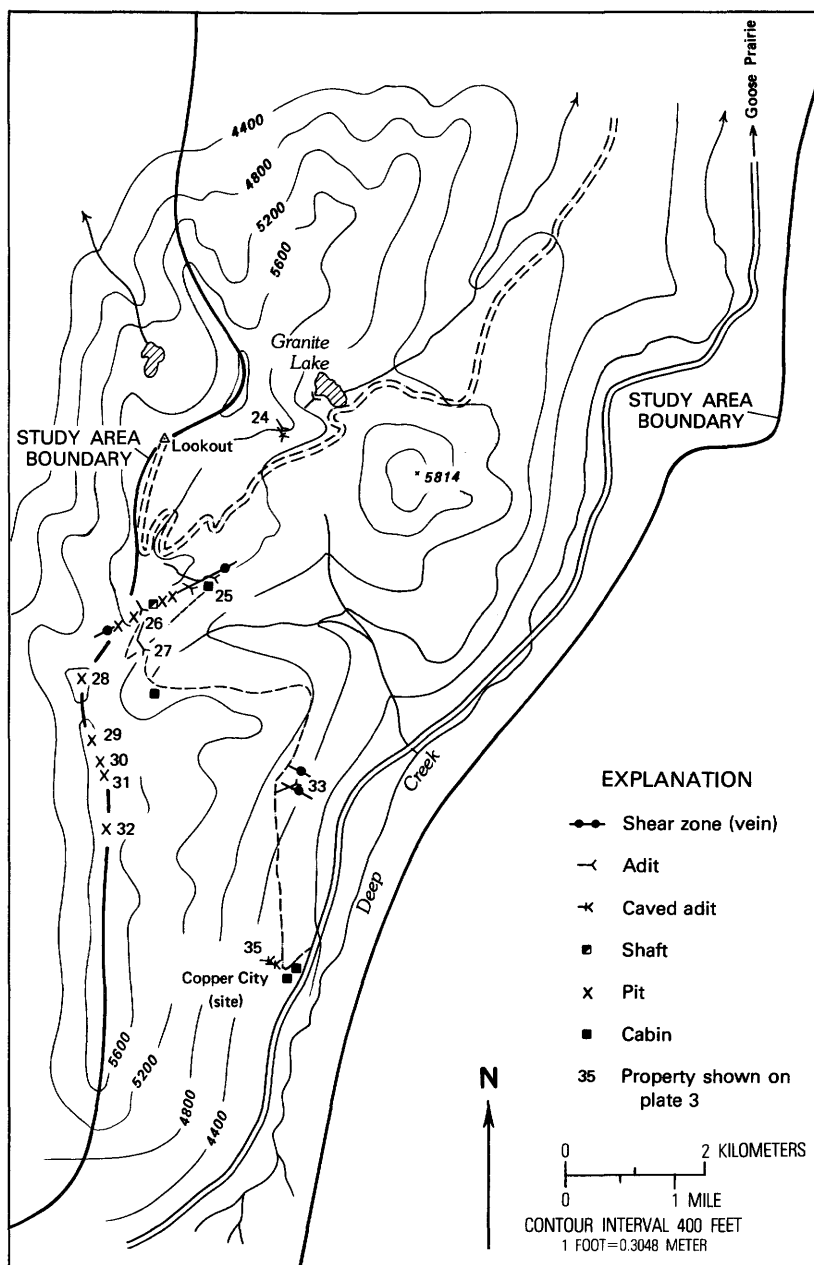 Goose Prairie
4400
4800
5200
5600
Granite
Lake
24
STUDY AREA
BOUNDARY
Lookout
STUDY AREA
BOUNDARY
5814
25
26
27
28
29
30
31
32
33
Creek
Deep
35
Copper City
(site)
5600
5200
4800
4400
EXPLANATION
Shear zone (vein)
Adit
Caved adit
Shaft
Pit
Cabin
35 Property shown on
plate 3
N
0 2 KILOMETERS
0 1 MILE
CONTOUR INTERVAL 400 FEET
1 FOOT=0.3048 METER